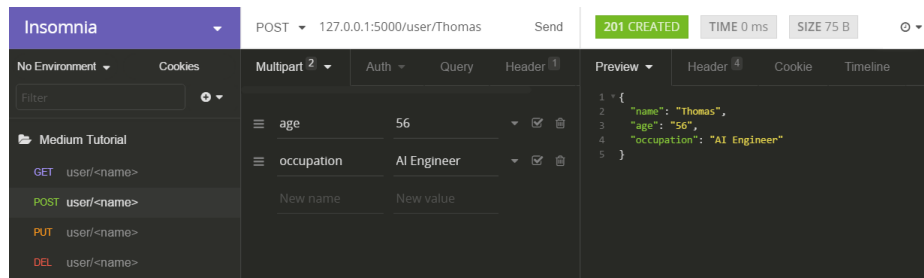 Insomnia
POST 127.0.0.1:5000/user/Thomas Send
201 CREATED TIME 0 ms SIZE 75 B
No Environment Cookies
Multipart 2 Auth Query Header 1
Preview Header 4 Cookie Timeline
Filter
Medium Tutorial
GET user/<name>
POST user/<name>
PUT user/<name>
DEL user/<name>
age 56
occupation AI Engineer
New name New value
1 {
2 "name": "Thomas",
3 "age": "56",
4 "occupation": "AI Engineer"
5 }